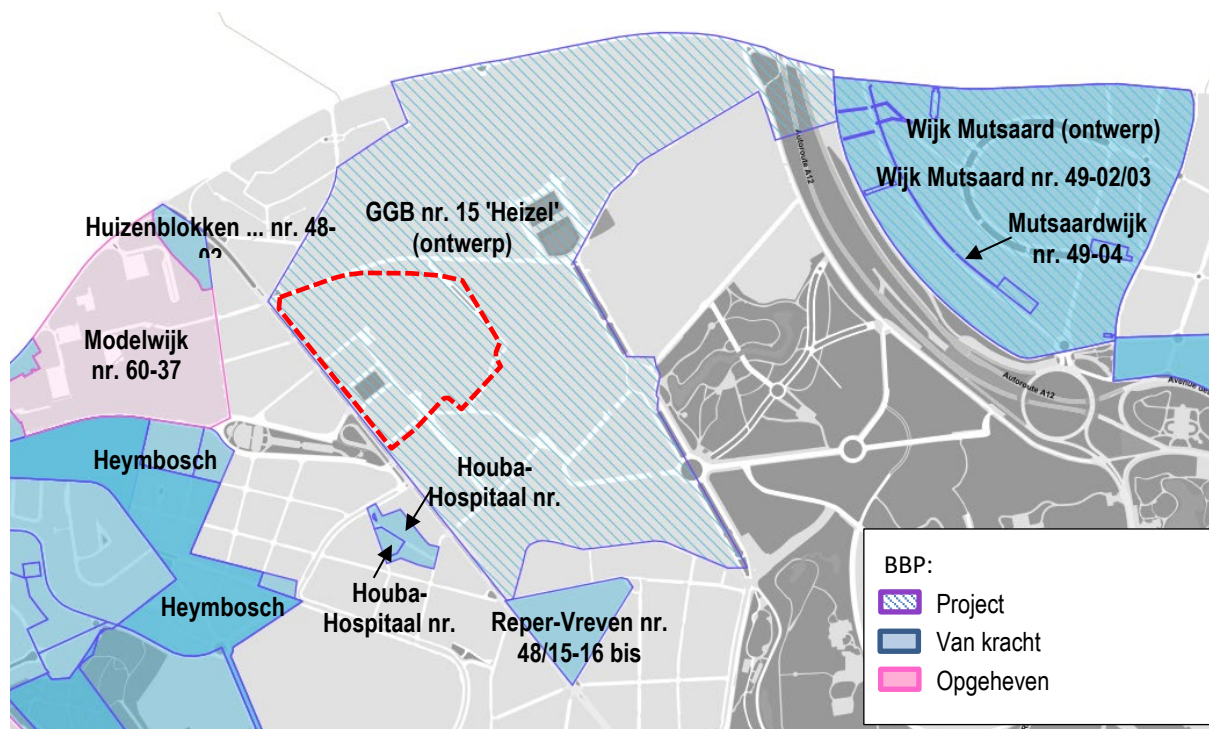 Wijk Mutsaard (ontwerp)
Wijk Mutsaard nr. 49-02/03
Mutsaardwijk
nr. 49-04
Autoroute A12
GGB nr. 15 'Heizel'
(ontwerp)
Huizenblokken ... nr. 48-
02
Modelwijk
nr. 60-37
Autoroute A12
Heymbosch
Houba-
Hospitaal nr.
Houba-
Hospitaal nr.
Heymbosch
Reper-Vreven nr.
48/15-16 bis
BBP:
Project
Van kracht
Opgeheven